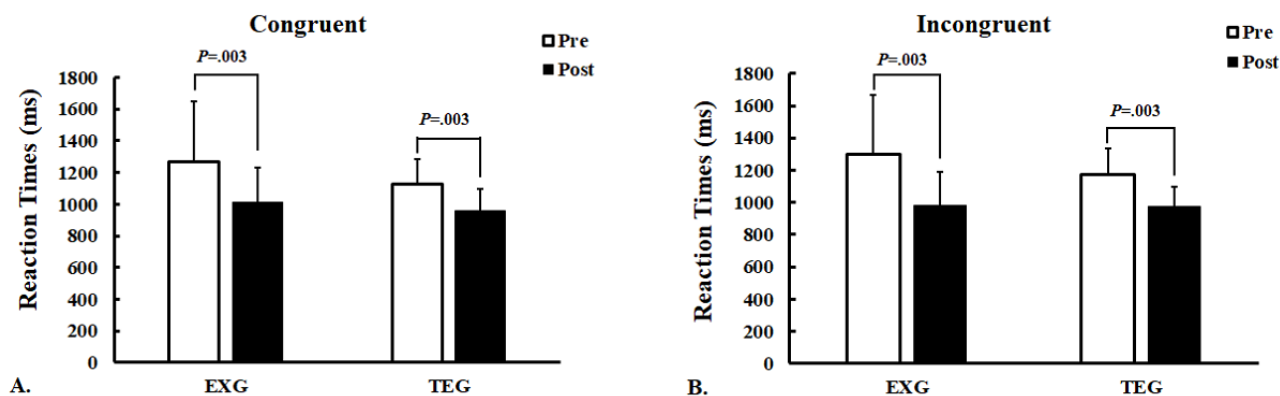 Congruent
Pre
Post
P=.003
P=.003
Reaction Times (ms)
1800
1600
1400
1200
1000
800
600
400
200
0
EXG
TEG
A.
Incongruent
Pre
Post
P=.003
P=.003
Reaction Times (ms)
1800
1600
1400
1200
1000
800
600
400
200
0
EXG
TEG
B.